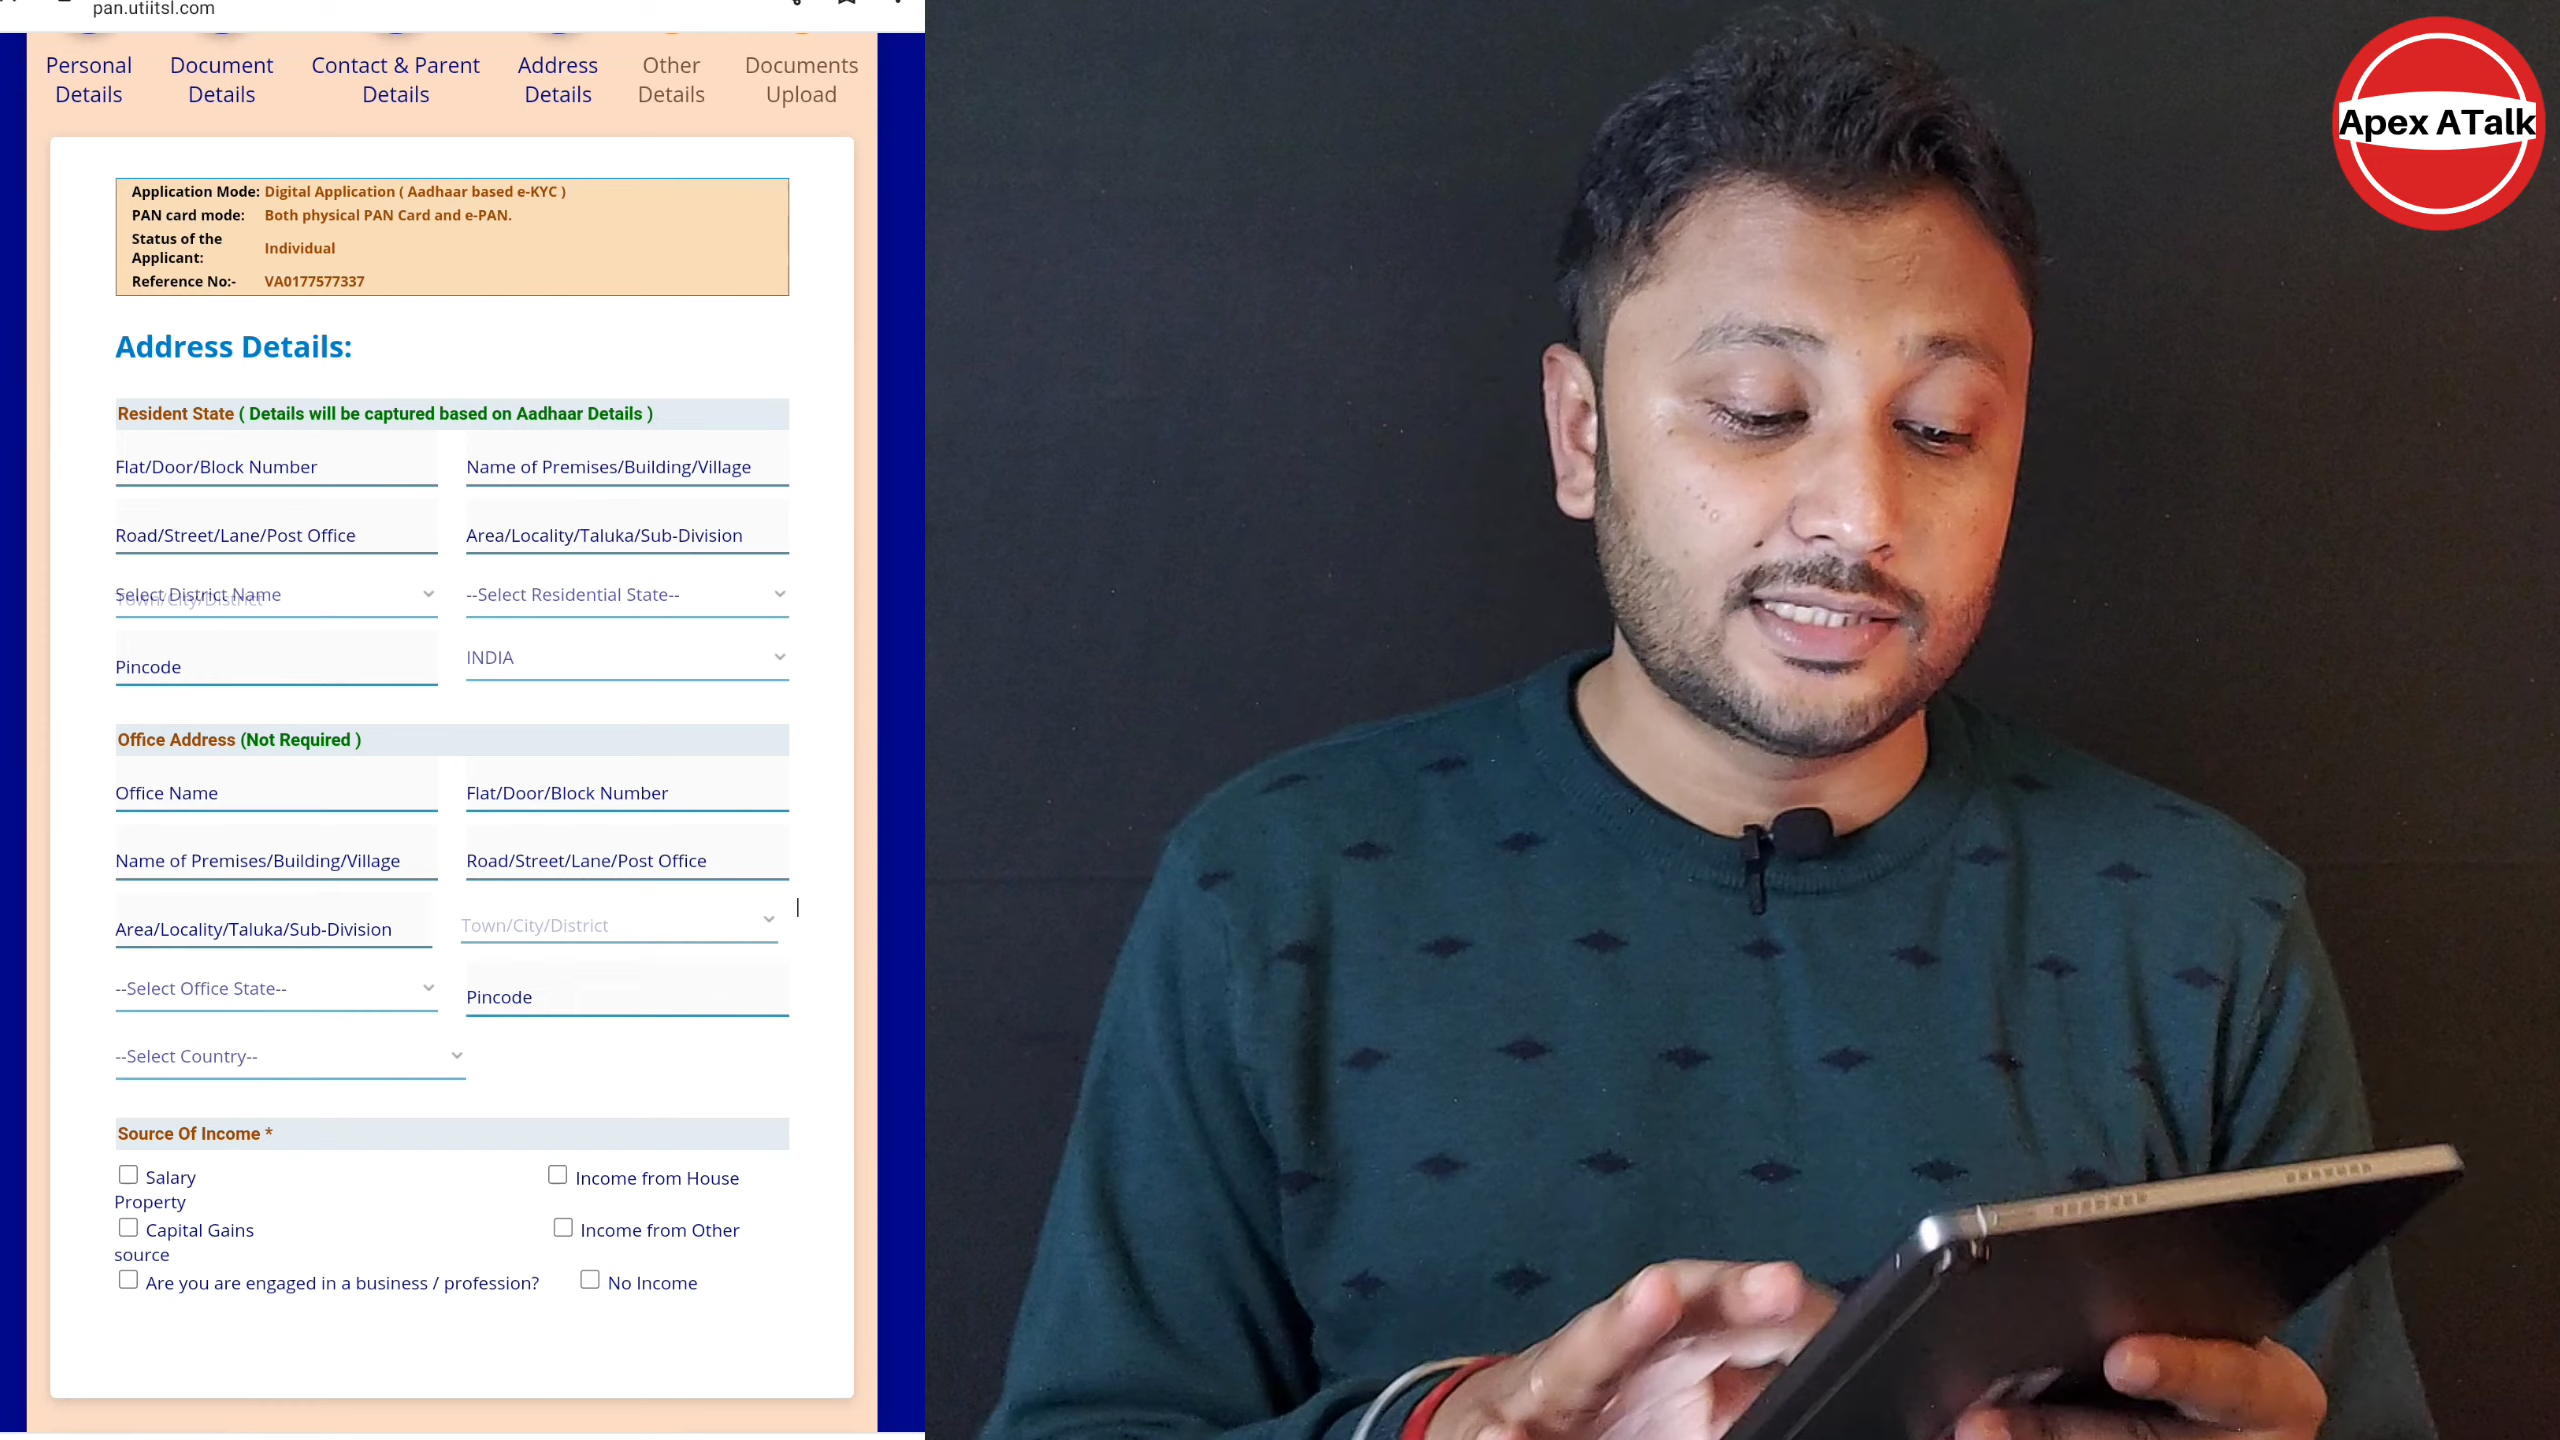 pan.utiitsl.com
Personal Details
Document Details
Contact & Parent Details
Address Details
Other Details
Documents Upload
Application Mode: Digital Application ( Aadhaar based e-KYC )
PAN card mode: Both physical PAN Card and e-PAN.
Status of the Applicant: Individual
Reference No:- VA0177577337
Address Details:
Resident State ( Details will be captured based on Aadhaar Details )
Flat/Door/Block Number
Name of Premises/Building/Village
Road/Street/Lane/Post Office
Area/Locality/Taluka/Sub-Division
Select District Name
Town/City/District
--Select Residential State--
Pincode
INDIA
Office Address (Not Required )
Office Name
Flat/Door/Block Number
Name of Premises/Building/Village
Road/Street/Lane/Post Office
Area/Locality/Taluka/Sub-Division
Town/City/District
--Select Office State--
Pincode
--Select Country--
Source Of Income *
Salary
Income from House
Property
Capital Gains
Income from Other
source
Are you are engaged in a business / profession?
No Income
Apex ATalk